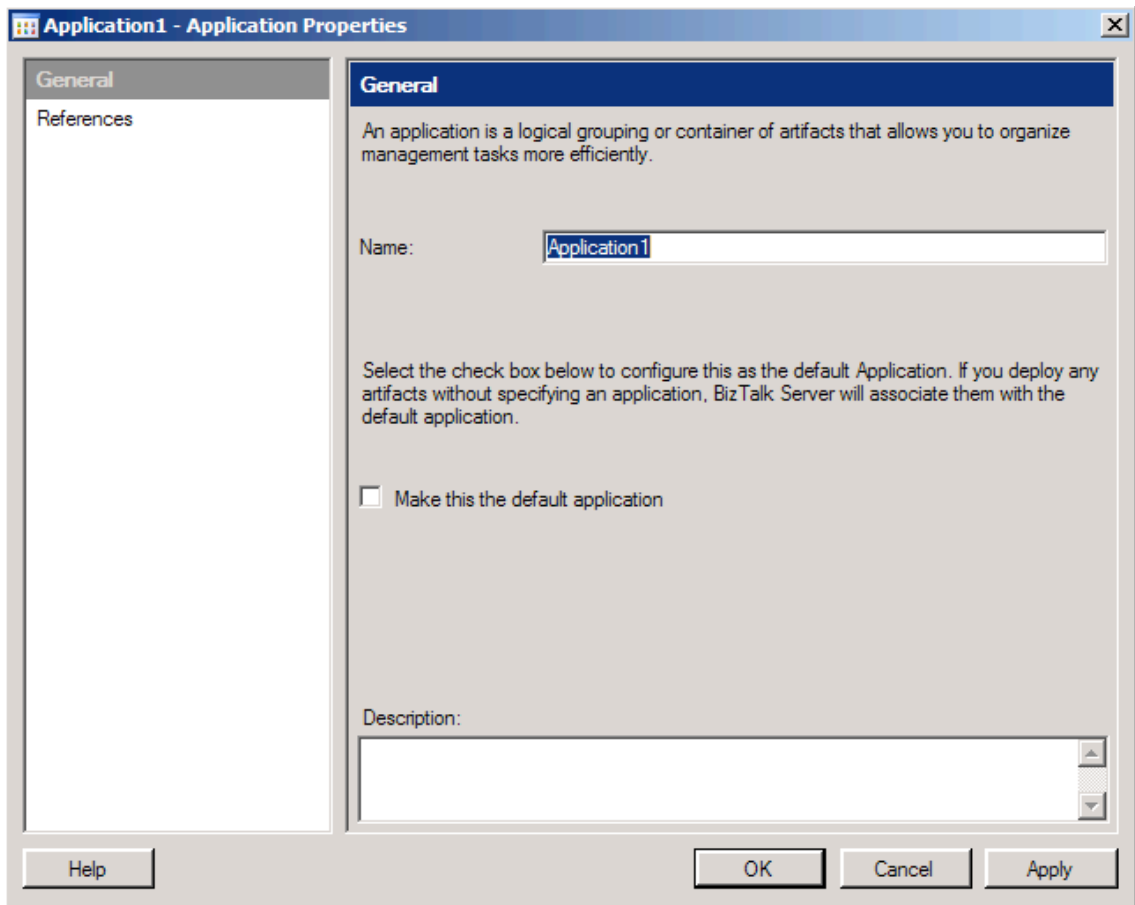 Application1 - Application Properties
General
References
General
An application is a logical grouping or container of artifacts that allows you to organize
management tasks more efficiently.
Name:
Application1
Select the check box below to configure this as the default Application. If you deploy any
artifacts without specifying an application, BizTalk Server will associate them with the
default application.
Make this the default application
Description:
Help
OK
Cancel
Apply